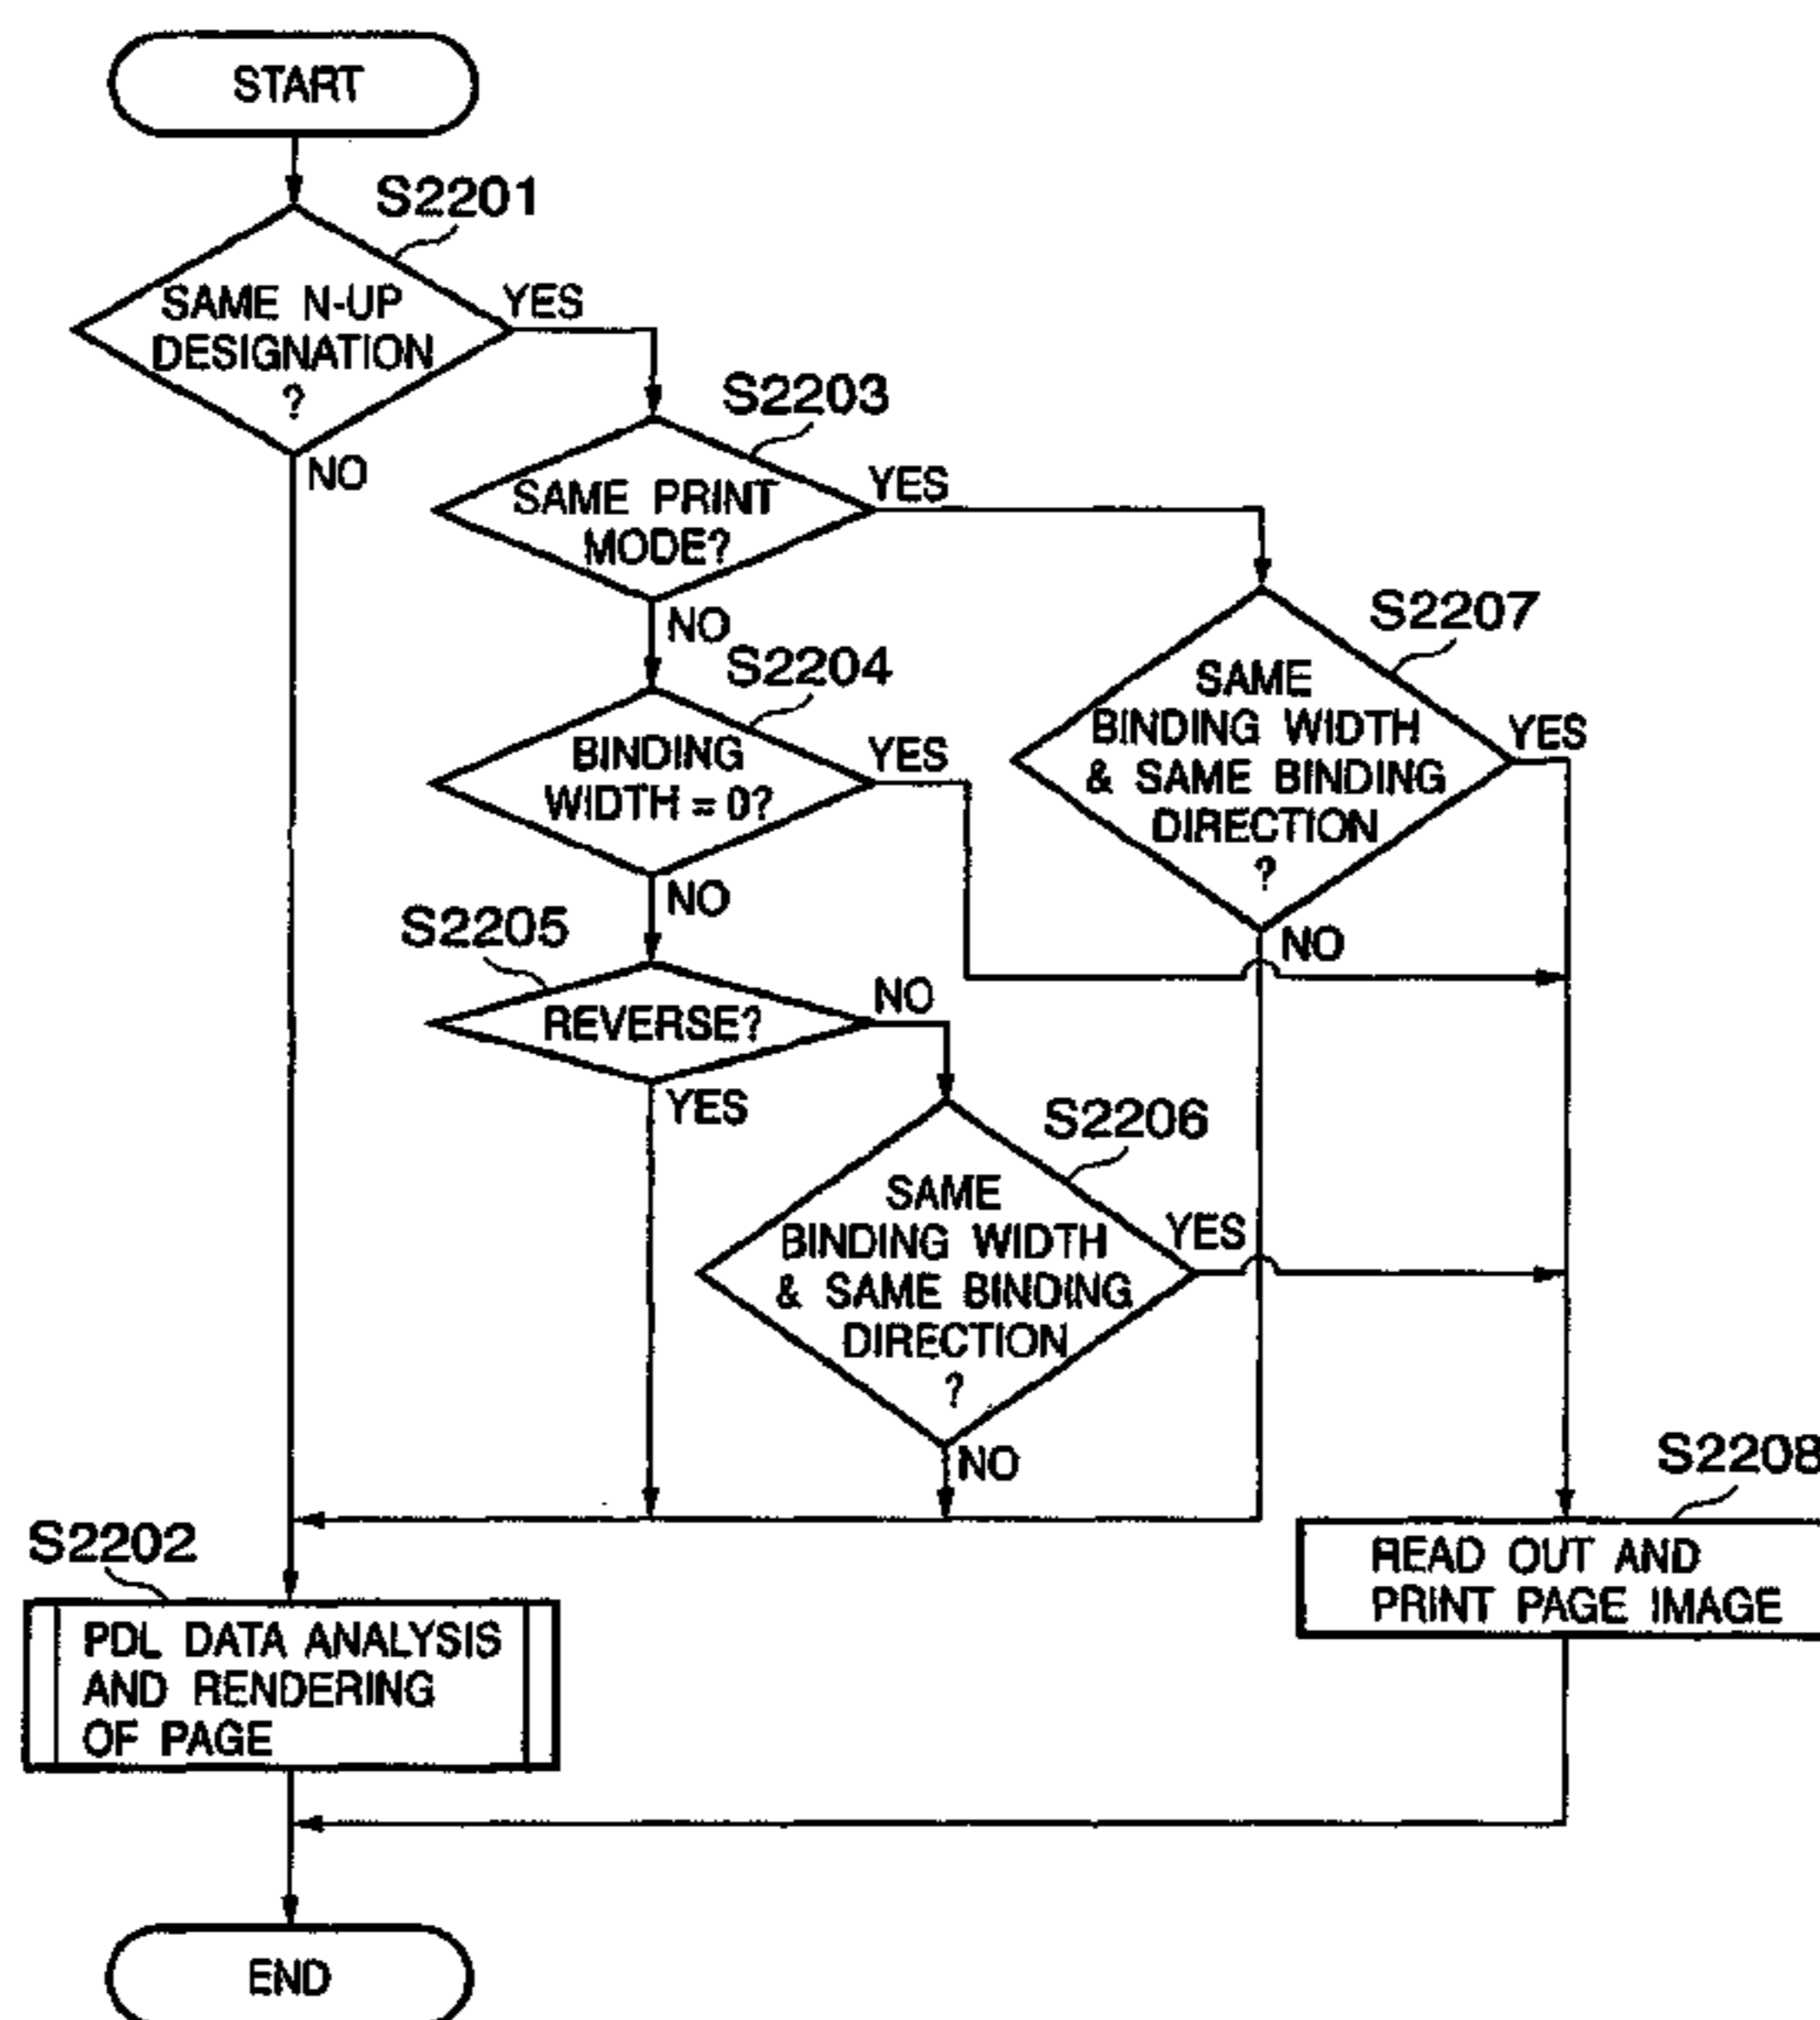 START
S2201
SAME N-UP
DESIGNATION
?
YES
NO
S2203
SAME PRINT
MODE?
YES
NO
S2204
BINDING
WIDTH = 0?
YES
NO
S2207
SAME
BINDING WIDTH
& SAME BINDING
DIRECTION
?
YES
NO
S2205
REVERSE?
NO
YES
S2206
SAME
BINDING WIDTH
& SAME BINDING
DIRECTION
?
YES
NO
S2208
READ OUT AND
PRINT PAGE IMAGE
S2202
PDL DATA ANALYSIS
AND RENDERING
OF PAGE
END